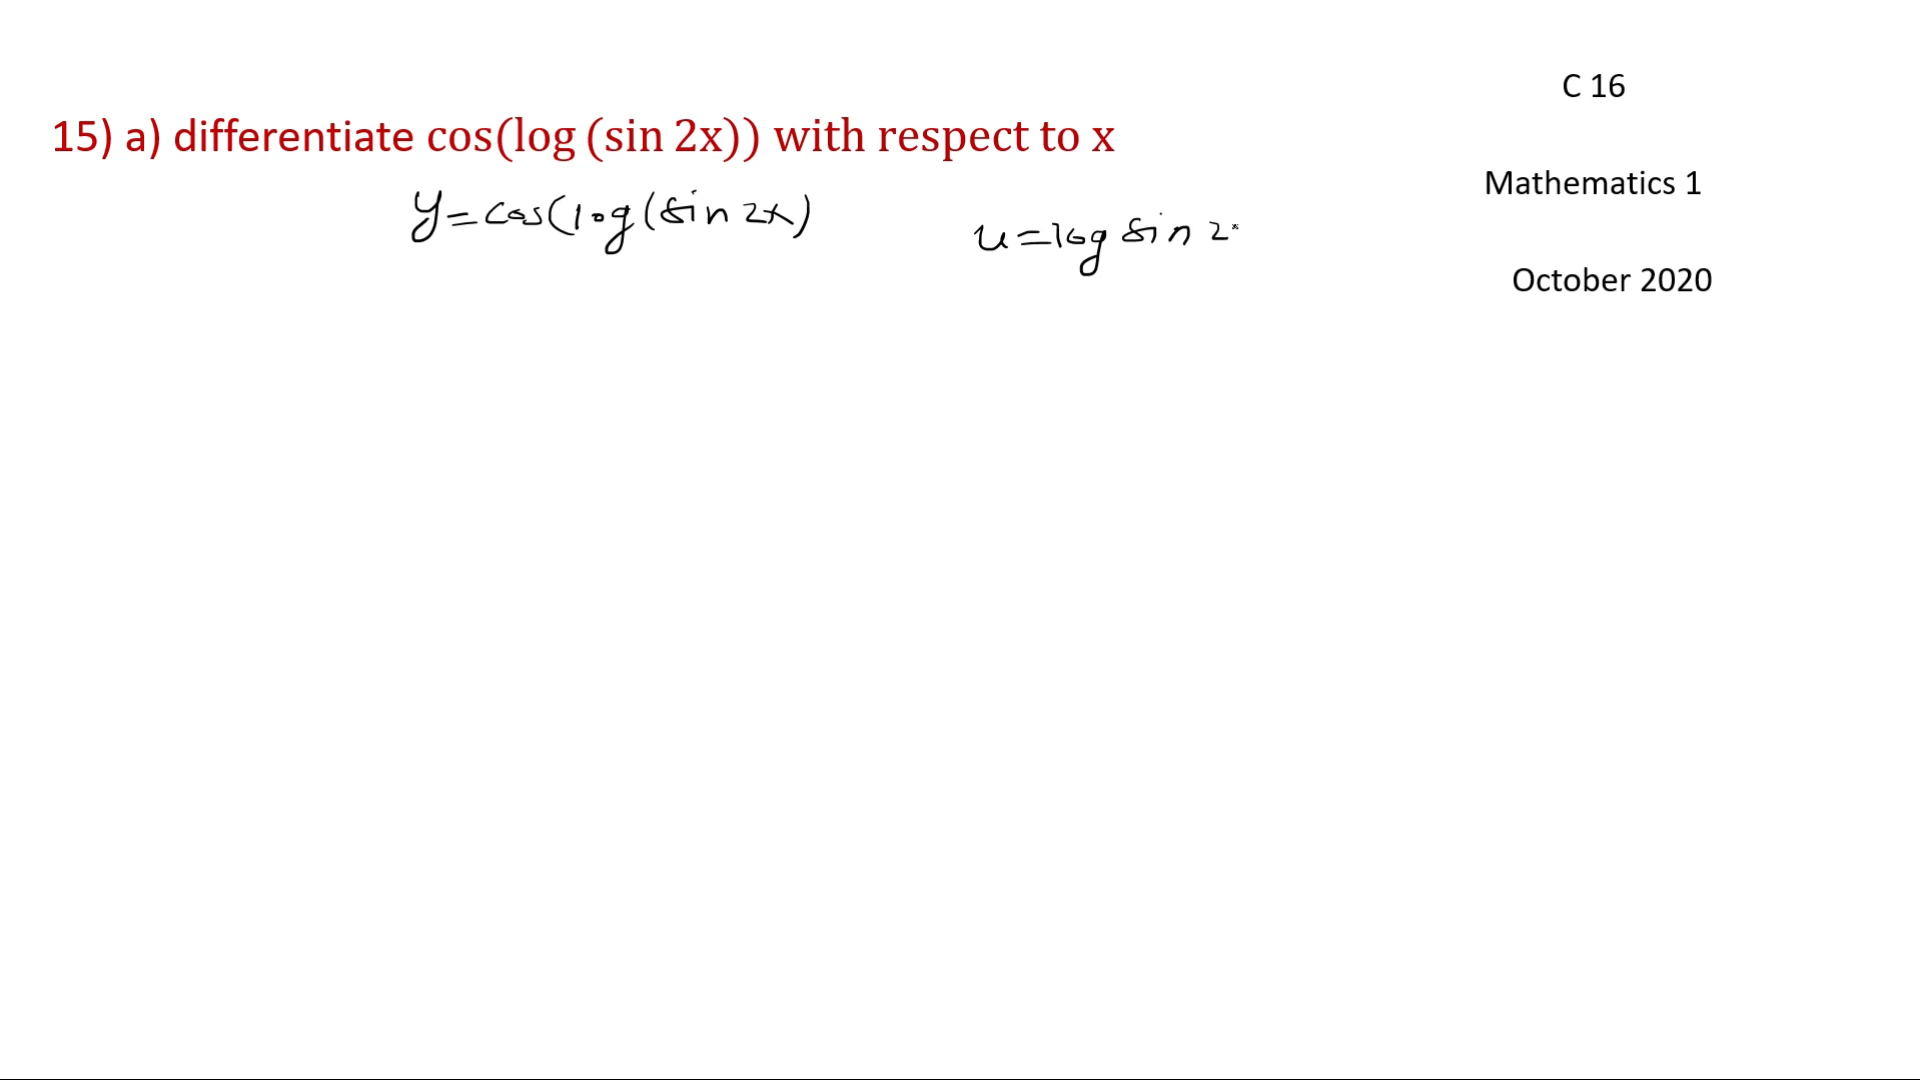 C 16
15) a) differentiate cos(log (sin 2x)) with respect to x
Mathematics 1
y=cos(log(sin 2x)
u=log sin 2x
October 2020